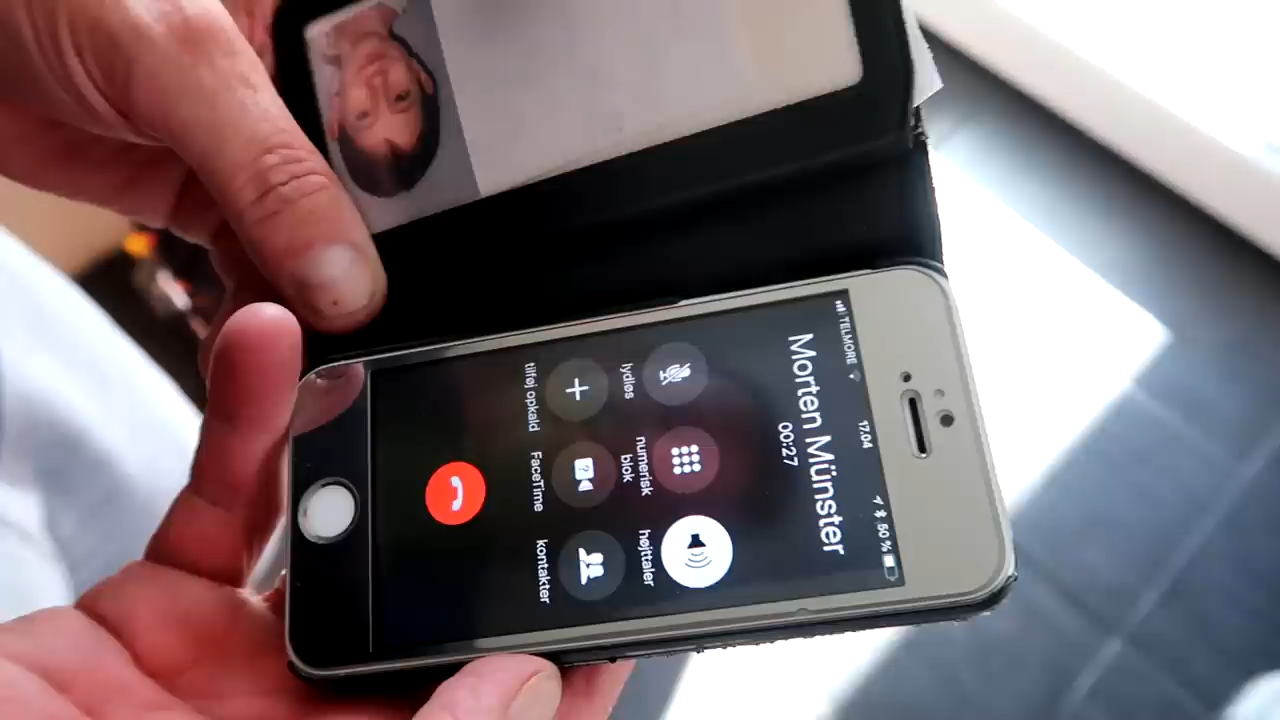 TELMORE 17.04 50 %
Morten Münster
00:27
lydløs
numerisk blok
højttaler
tilføj opkald
FaceTime
kontakter